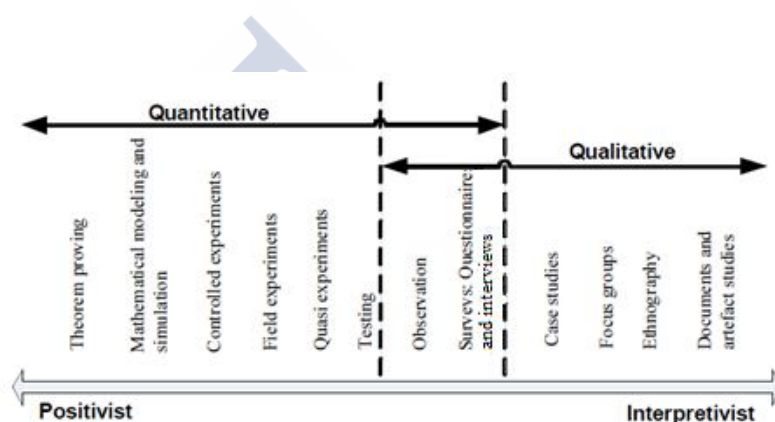 Quantitative
Qualitative
Theorem proving
Mathematical modeling and
simulation
Controlled experiments
Field experiments
Quasi experiments
Testing
Observation
Surveys: Questionnaire:
and interviews
Case studies
Focus groups
Ethnography
Documents and
artefact studies
Positivist
Interpretivist